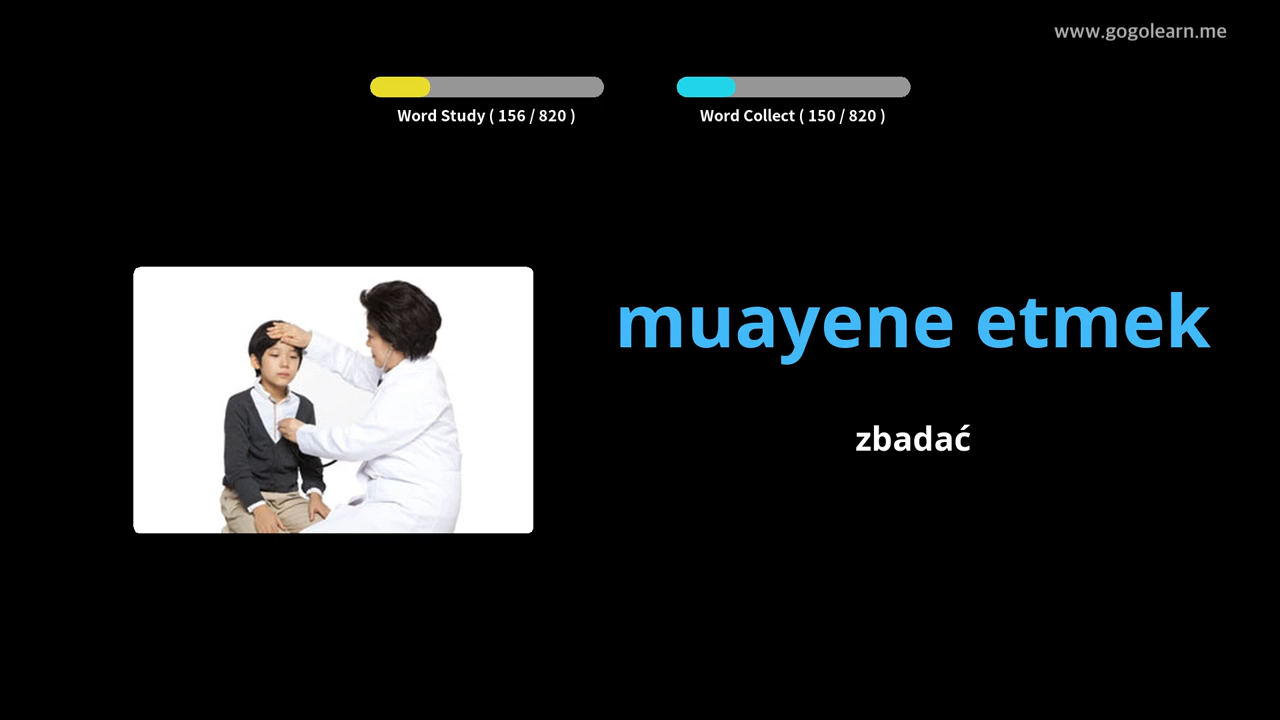 www.gogolearn.me
Word Study ( 156 / 820 )
Word Collect ( 150 / 820 )
muayene etmek
zbadać